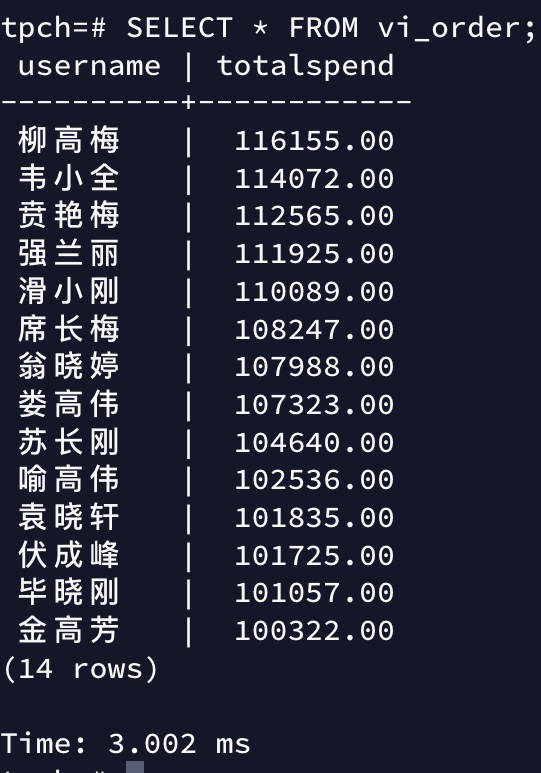 tpch=# SELECT * FROM vi_order;
username | totalspend
----------+------------
柳高梅 | 116155.00
韦小全 | 114072.00
贲艳梅 | 112565.00
强兰丽 | 111925.00
滑小刚 | 110089.00
席长梅 | 108247.00
翁晓婷 | 107988.00
娄高伟 | 107323.00
苏长刚 | 104640.00
喻高伟 | 102536.00
袁晓轩 | 101835.00
伏成峰 | 101725.00
毕晓刚 | 101057.00
金高芳 | 100322.00
(14 rows)
Time: 3.002 ms